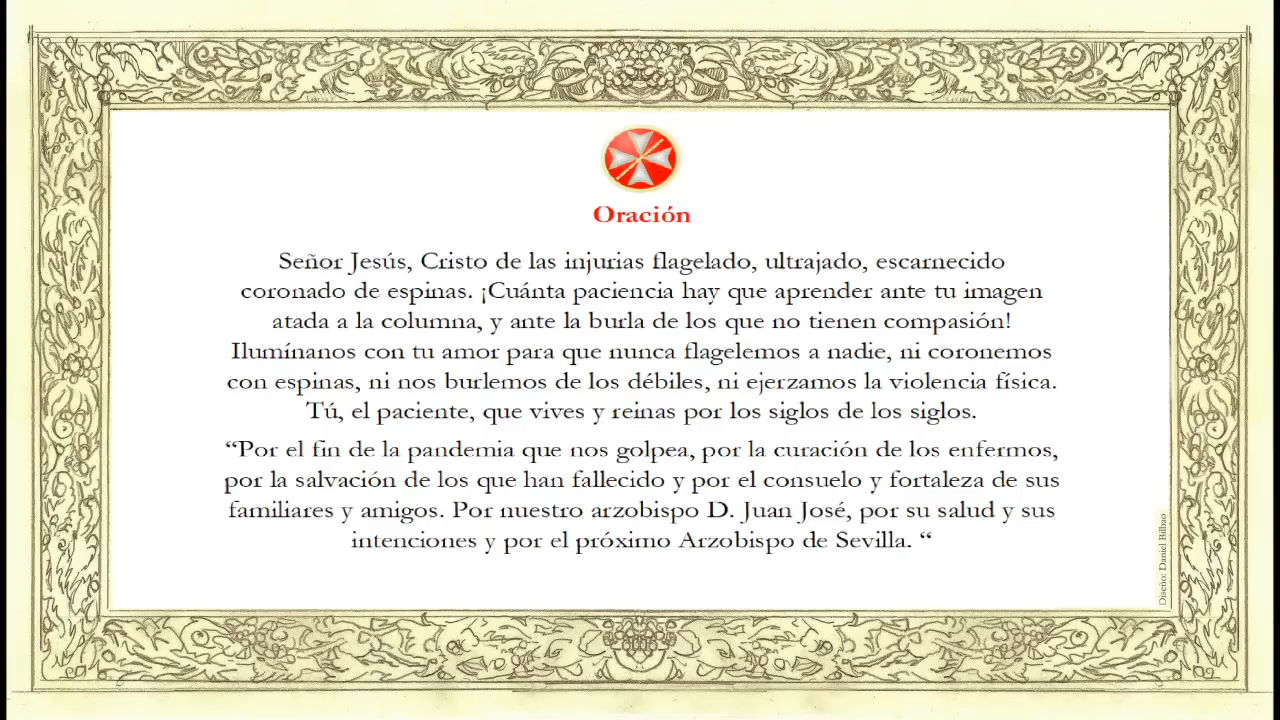 Oración
Señor Jesús, Cristo de las injurias flagelado, ultrajado, escarnecido
coronado de espinas. ¡Cuánta paciencia hay que aprender ante tu imagen
atada a la columna, y ante la burla de los que no tienen compasión!
Ilumínanos con tu amor para que nunca flagelemos a nadie, ni coronemos
con espinas, ni nos burlemos de los débiles, ni ejerzamos la violencia física.
Tú, el paciente, que vives y reinas por los siglos de los siglos.
“Por el fin de la pandemia que nos golpea, por la curación de los enfermos,
por la salvación de los que han fallecido y por el consuelo y fortaleza de sus
familiares y amigos. Por nuestro arzobispo D. Juan José, por su salud y sus
intenciones y por el próximo Arzobispo de Sevilla. “
Diseño: Daniel Bilbao